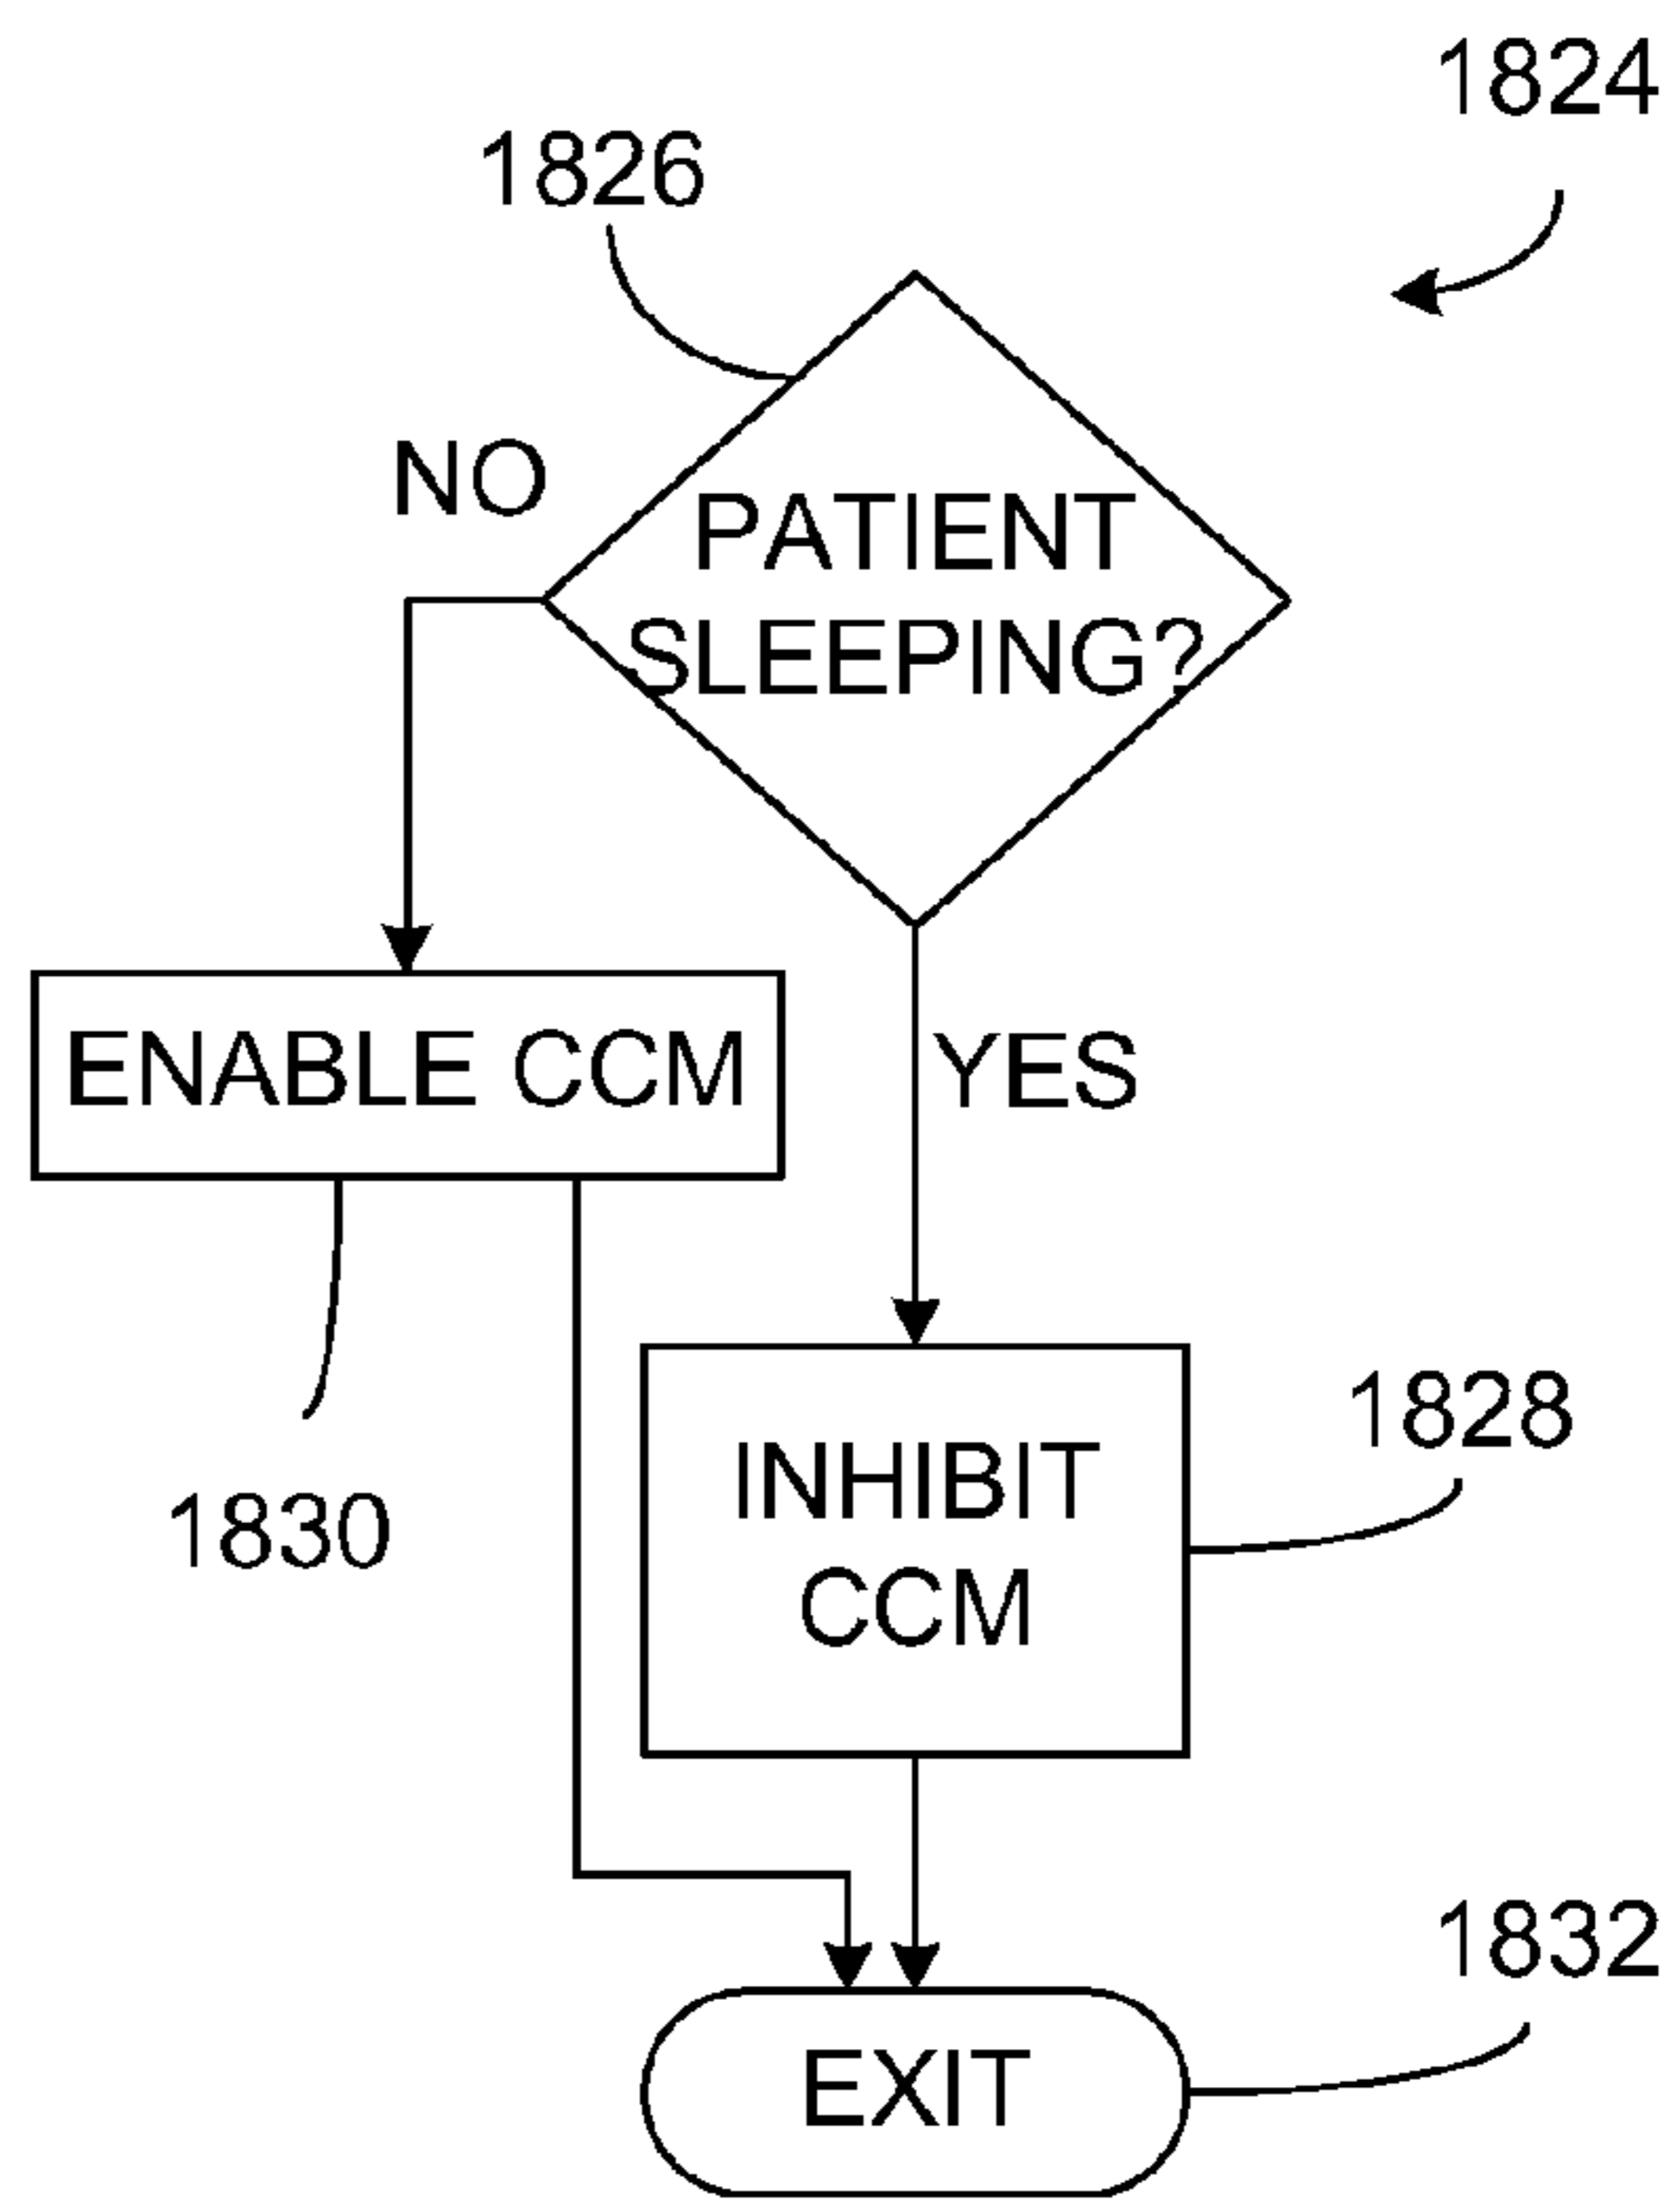 1824
1826
NO
PATIENT
SLEEPING?
ENABLE CCM
YES
1828
INHIBIT
CCM
1830
1832
EXIT